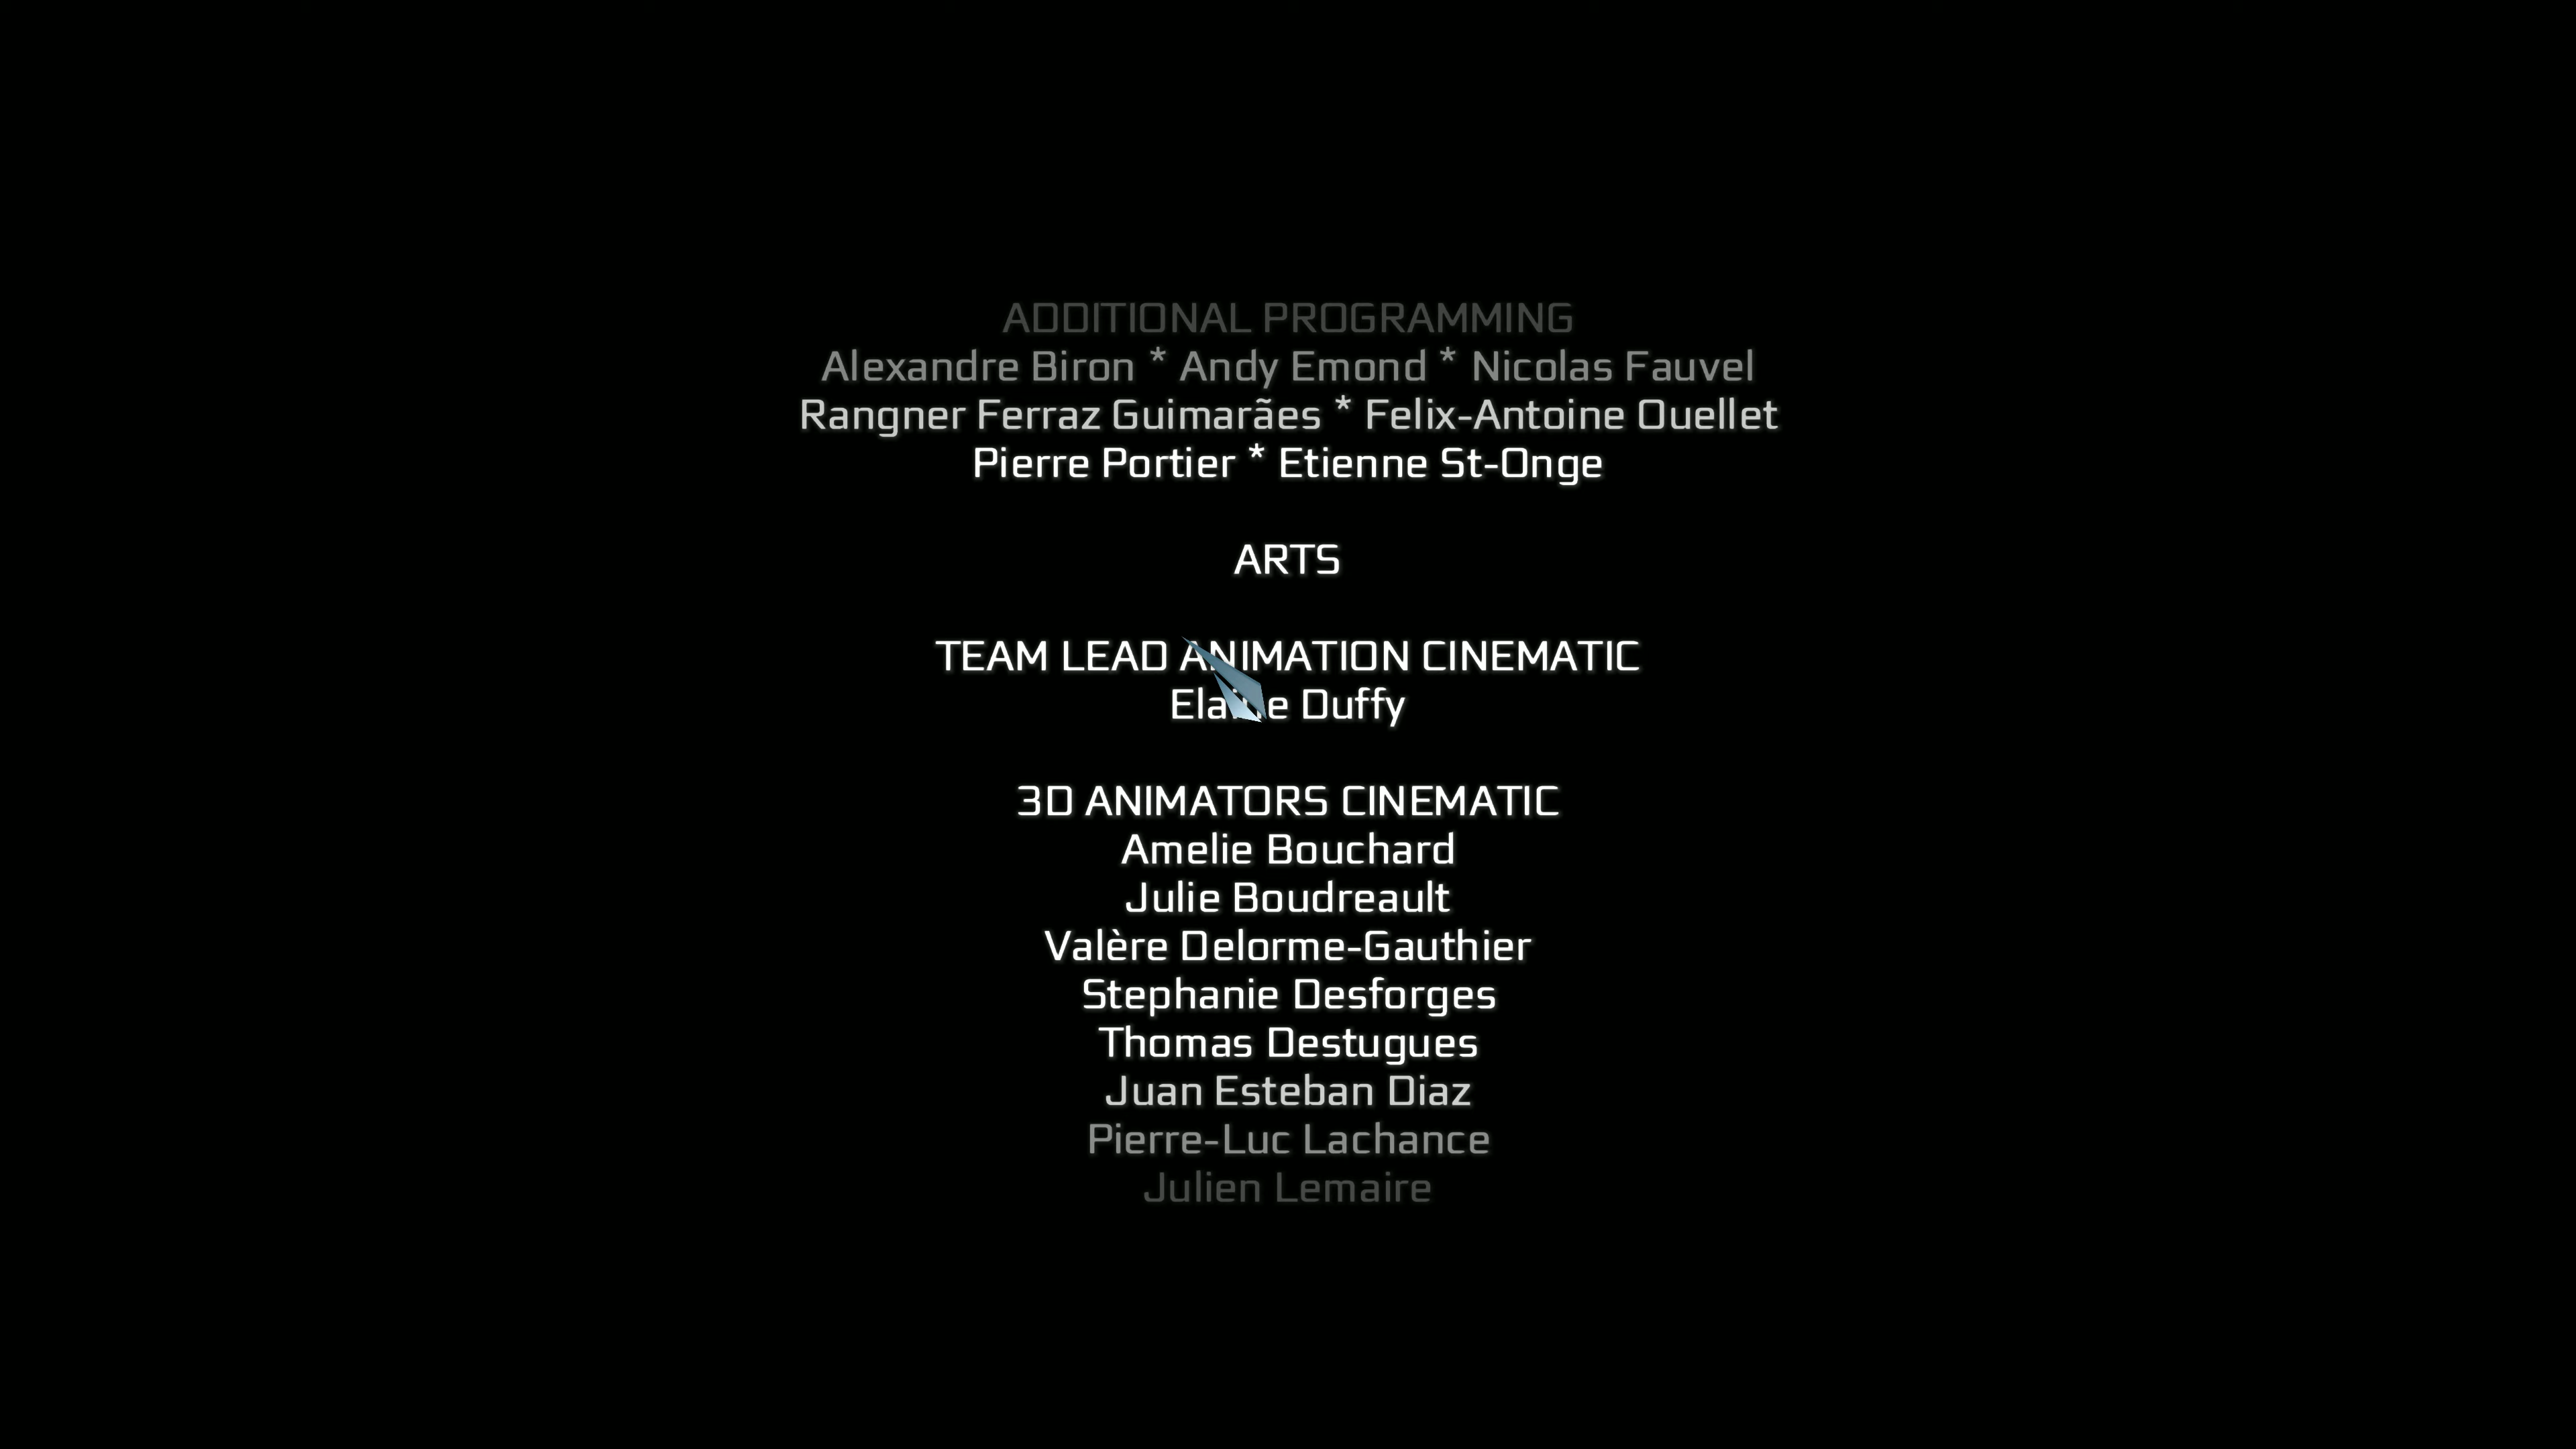 ADDITIONAL PROGRAMMING
Alexandre Biron * Andy Emond * Nicolas Fauvel
Rangner Ferraz Guimarães * Felix-Antoine Ouellet
Pierre Portier * Etienne St-Onge
ARTS
TEAM LEAD ANIMATION CINEMATIC
Elaine Duffy
3D ANIMATORS CINEMATIC
Amelie Bouchard
Julie Boudreault
Valère Delorme-Gauthier
Stephanie Desforges
Thomas Destugues
Juan Esteban Diaz
Pierre-Luc Lachance
Julien Lemaire